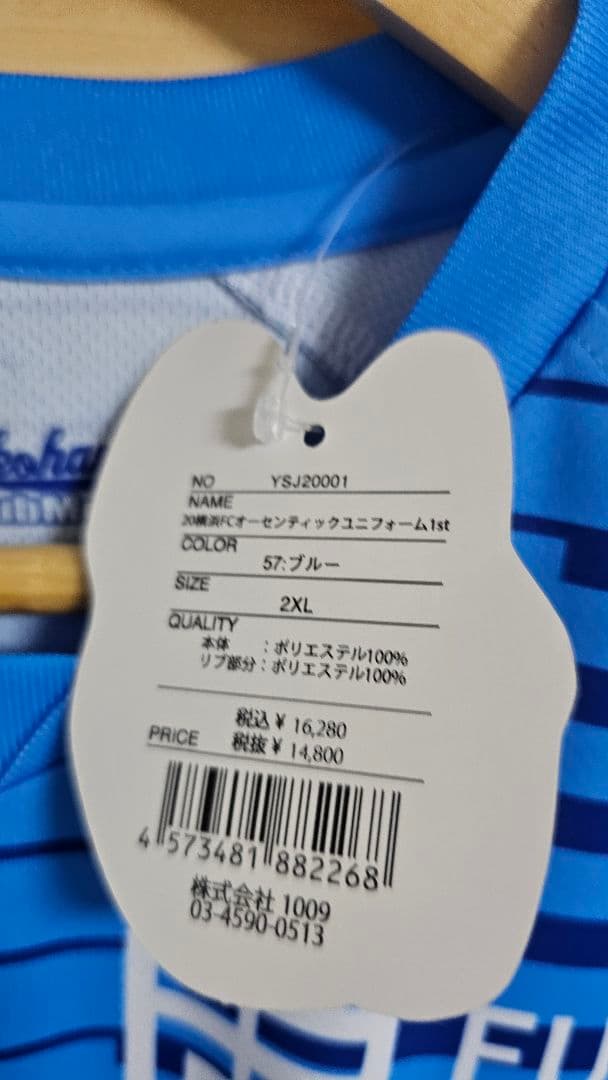 NO YSJ20001
NAME
20横浜FCオーセンティックユニフォーム1st
COLOR
57:ブルー
SIZE
2XL
QUALITY
本体 :ポリエステル100%
リブ部分:ポリエステル100%
税込¥ 16,280
PRICE 税抜¥ 14,800
4 573481 882268
株式会社 1009
03-4590-0513